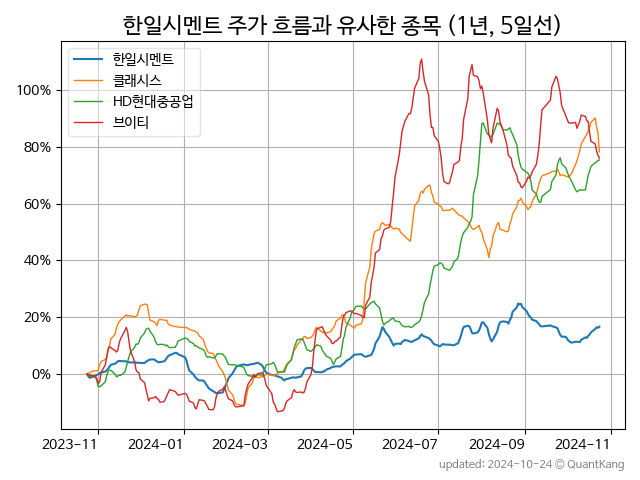 한일시멘트 주가 흐름과 유사한 종목 (1년, 5일선)
한일시멘트
클래시스
HD현대중공업
브이티
100%
80%
60%
40%
20%
0%
2023-11
2024-01
2024-03
2024-05
2024-07
2024-09
2024-11
updated: 2024-10-24 © QuantKang